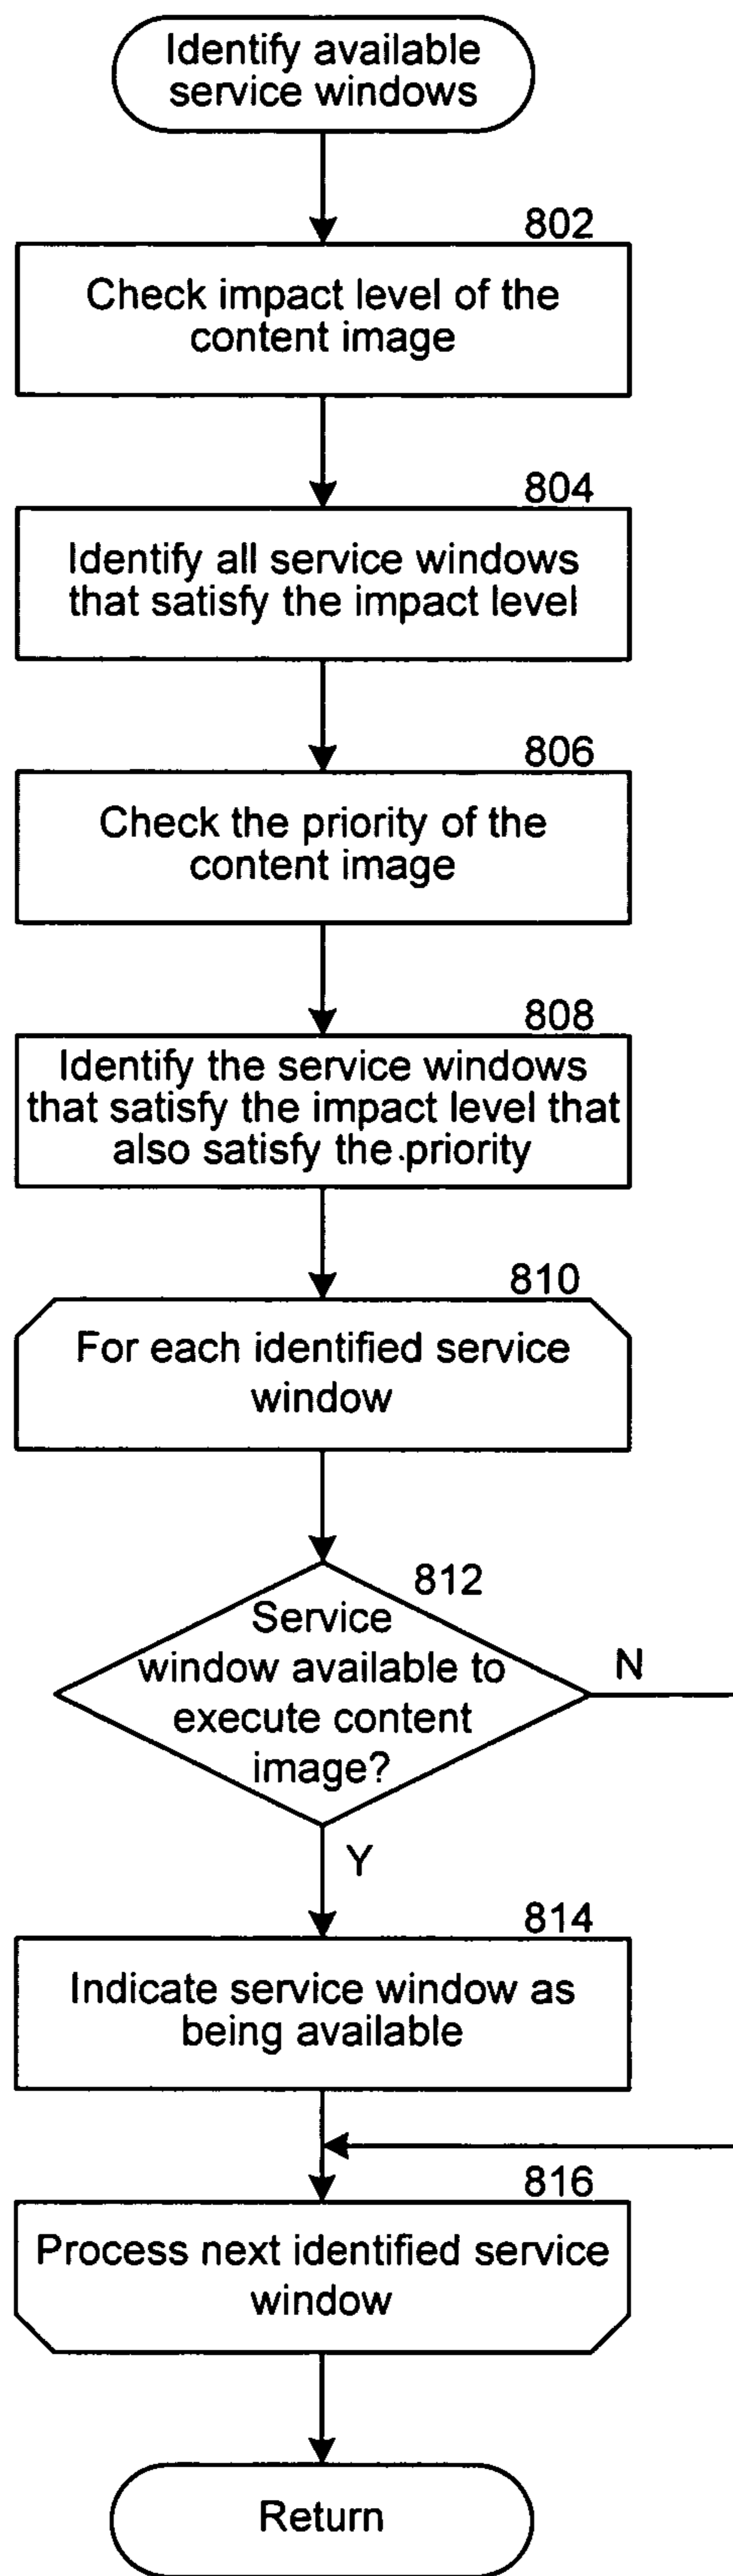 Identify available
service windows
802
Check impact level of the
content image
804
Identify all service windows
that satisfy the impact level
806
Check the priority of the
content image
808
Identify the service windows
that satisfy the impact level that
also satisfy the priority
810
For each identified service
window
812
Service
window available to
execute content
image?
N
Y
814
Indicate service window as
being available
816
Process next identified service
window
Return